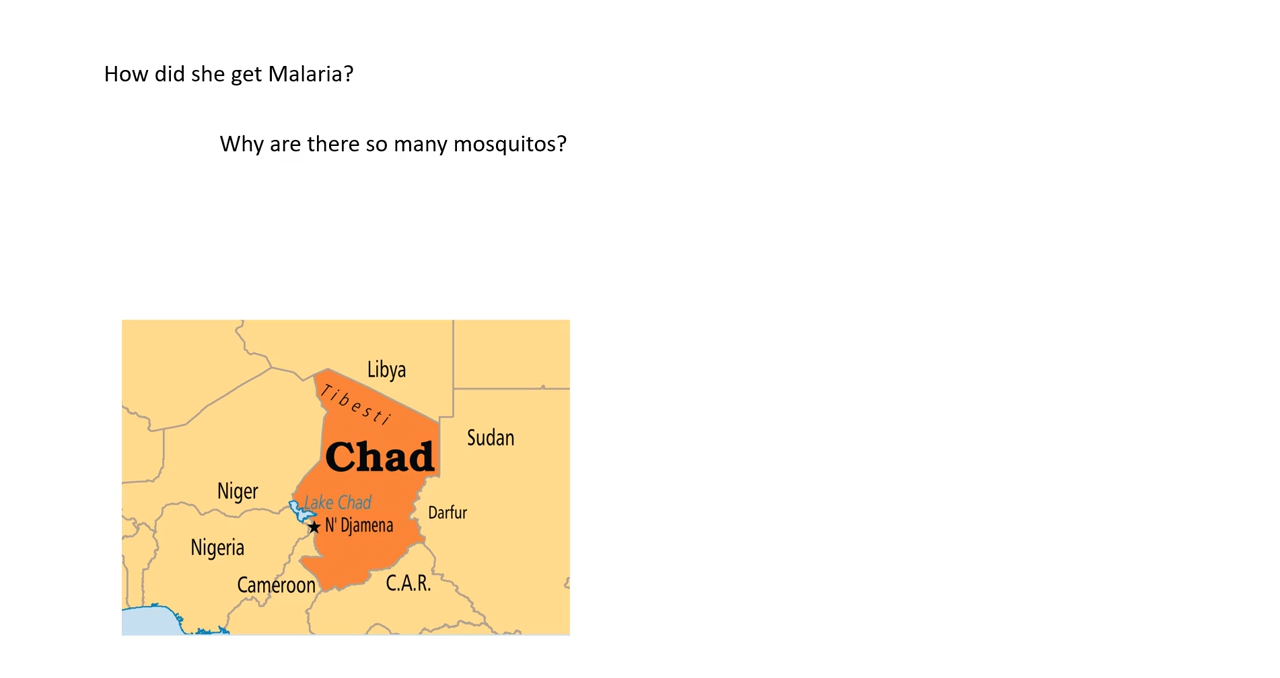 How did she get Malaria?
Why are there so many mosquitos?
Libya
Tibesti
Chad
Sudan
Niger
Lake Chad
Darfur
N' Djamena
Nigeria
Cameroon
C.A.R.